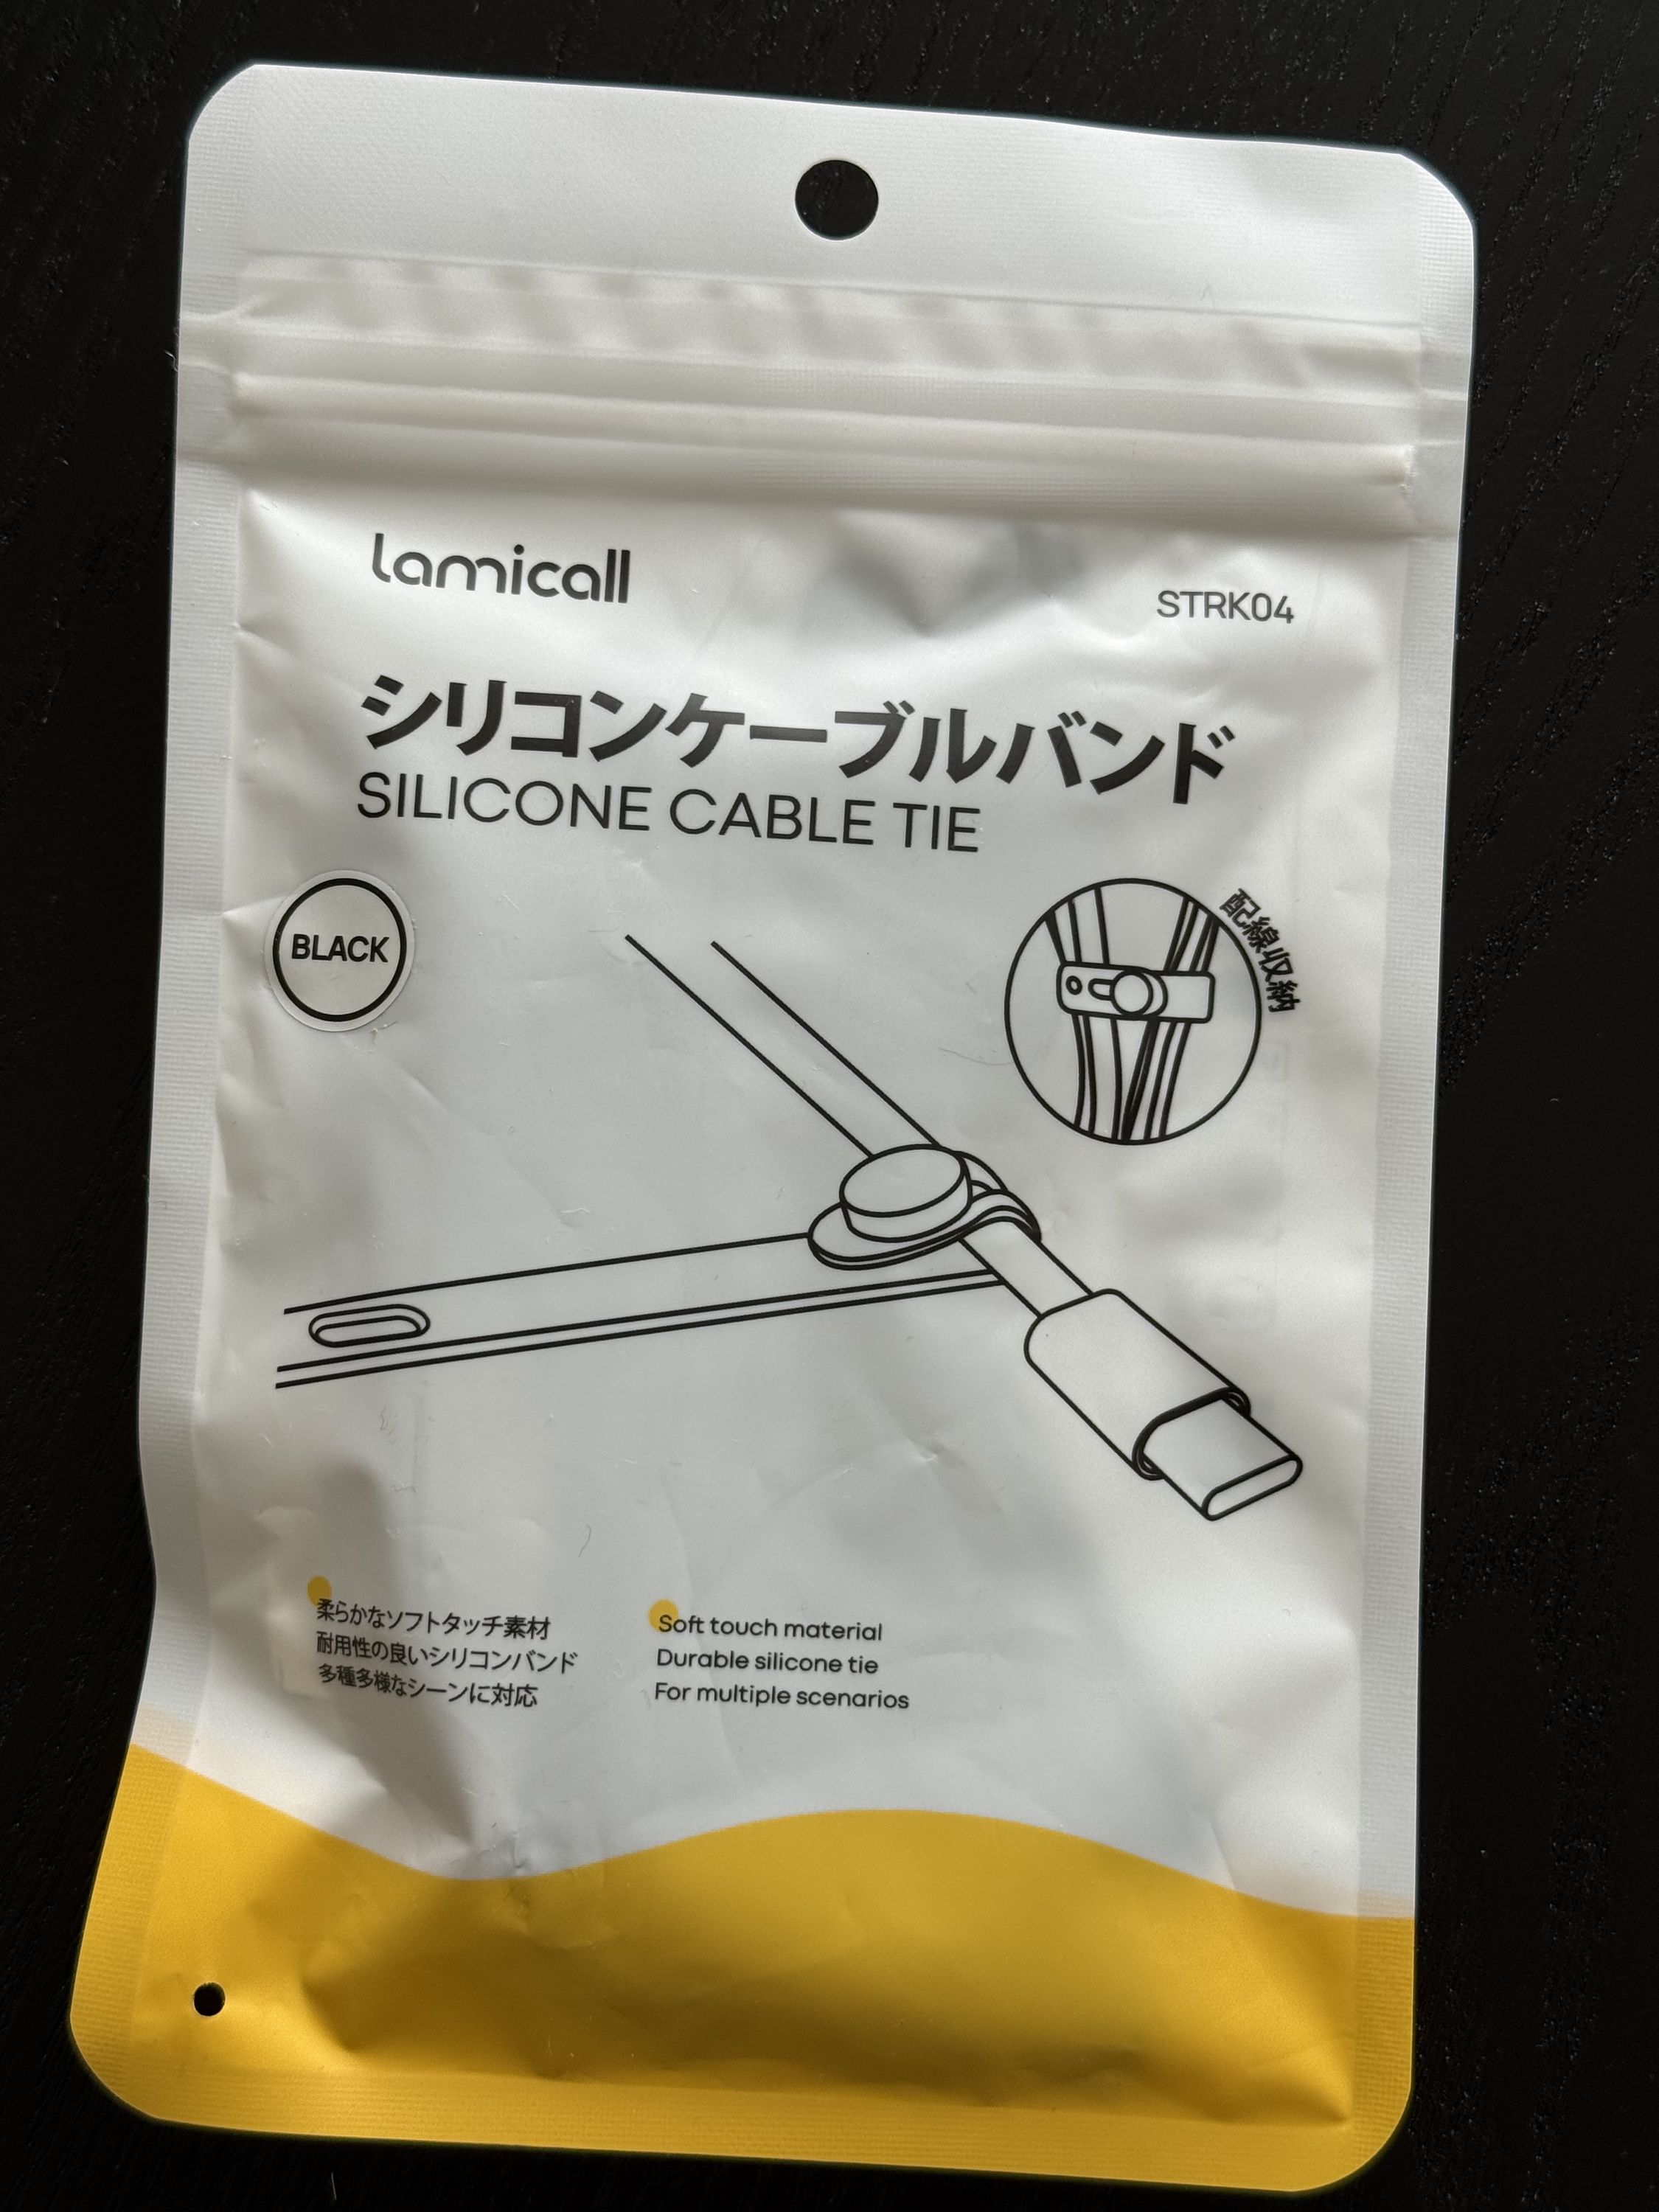 Lamicall
STRK04
シリコンケーブルバンド
SILICONE CABLE TIE
BLACK
配線収納
柔らかなソフトタッチ素材
耐用性の良いシリコンバンド
多種多様なシーンに対応
Soft touch material
Durable silicone tie
For multiple scenarios